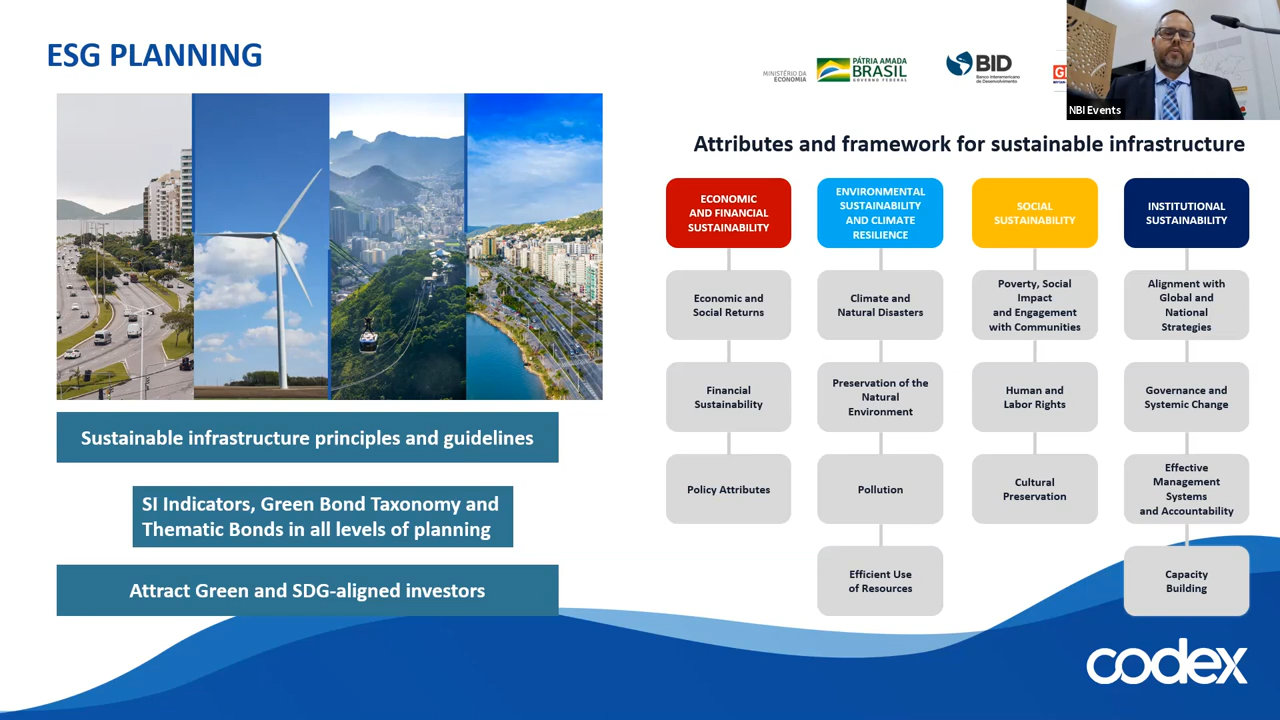 ESG PLANNING
MINISTÉRIO DA
ECONOMIA
PÁTRIA AMADA
BRASIL
GOVERNO FEDERAL
BID
Banco Interamericano
de Desenvolvimento
NBI Events
Attributes and framework for sustainable infrastructure
ECONOMIC
AND FINANCIAL
SUSTAINABILITY
Economic and
Social Returns
Financial
Sustainability
Policy Attributes
ENVIRONMENTAL
SUSTAINABILITY
AND CLIMATE
RESILIENCE
Climate and
Natural Disasters
Preservation of the
Natural
Environment
Pollution
Efficient Use
of Resources
SOCIAL
SUSTAINABILITY
Poverty, Social
Impact
and Engagement
with Communities
Human and
Labor Rights
Cultural
Preservation
INSTITUTIONAL
SUSTAINABILITY
Alignment with
Global and
National
Strategies
Governance and
Systemic Change
Effective
Management
Systems
and Accountability
Capacity
Building
Sustainable infrastructure principles and guidelines
SI Indicators, Green Bond Taxonomy and
Thematic Bonds in all levels of planning
Attract Green and SDG-aligned investors
codex